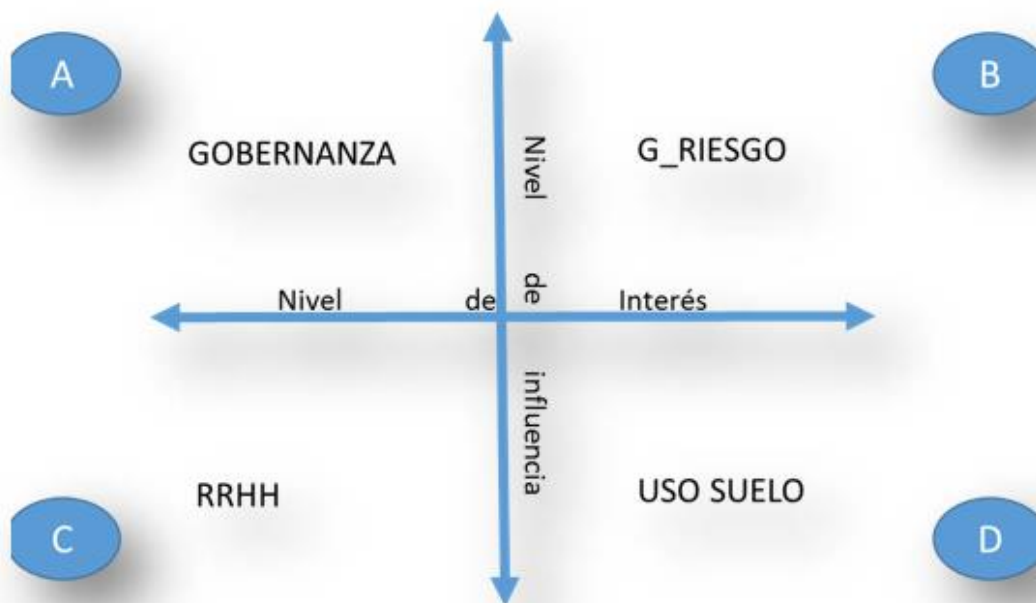 A
B
GOBERNANZA
G_RIESGO
Nivel de influencia
Nivel de Interés
RRHH
USO SUELO
C
D